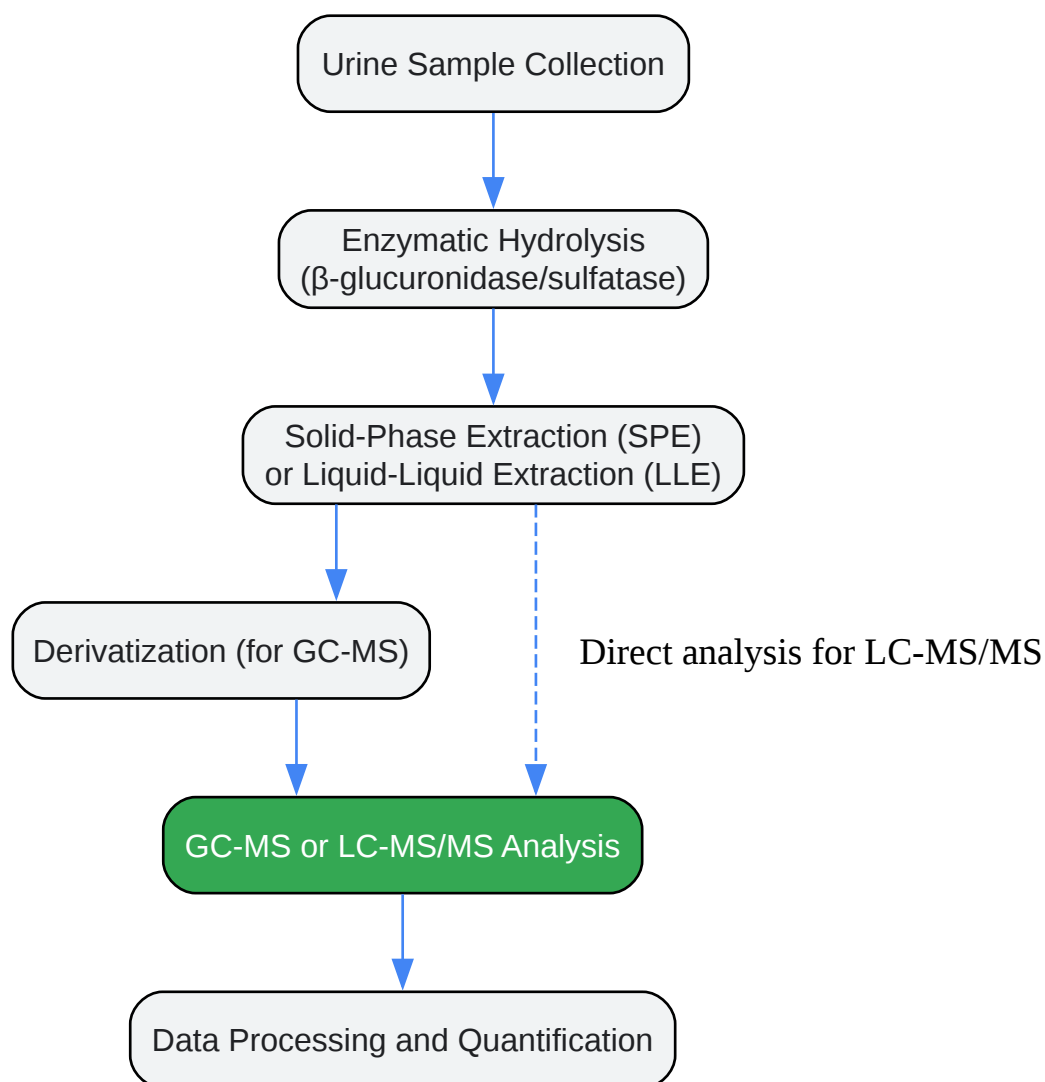 Urine Sample Collection
Enzymatic Hydrolysis
(β-glucuronidase/sulfatase)
Solid-Phase Extraction (SPE)
or Liquid-Liquid Extraction (LLE)
Derivatization (for GC-MS)
Direct analysis for LC-MS/MS
GC-MS or LC-MS/MS Analysis
Data Processing and Quantification